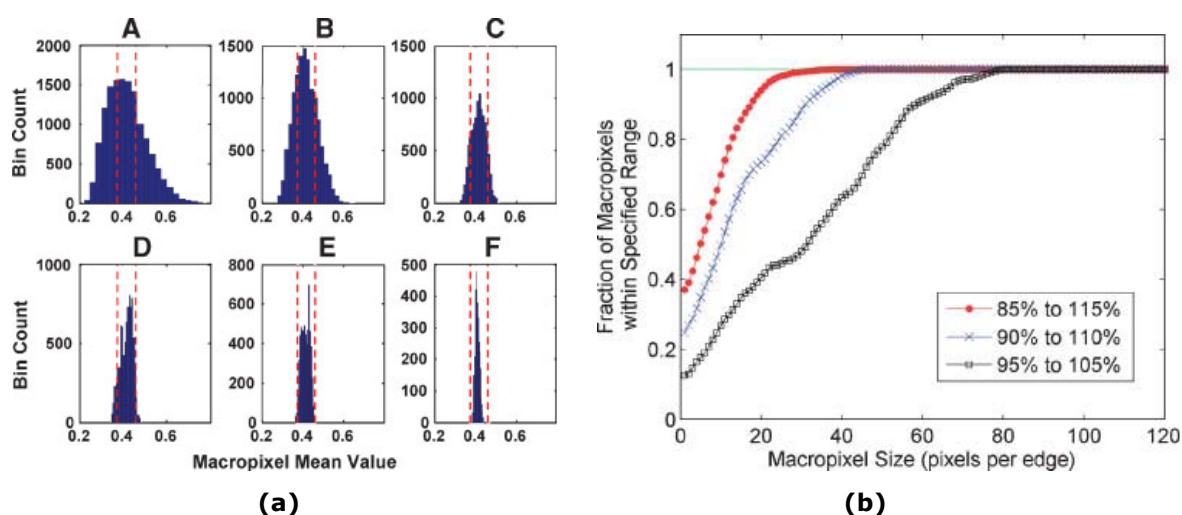 A
B
C
2000
1500
1000
500
0
0.2 0.4 0.6
1500
1000
500
0
0.2 0.4 0.6
1500
1000
500
0
0.2 0.4 0.6
Bin Count
D
E
F
1000
500
0
0.2 0.4 0.6
800
600
400
200
0
0.2 0.4 0.6
500
400
300
200
100
0
0.2 0.4 0.6
Bin Count
Macropixel Mean Value
(a)
Fraction of Macropixels
within Specified Range
1
0.8
0.6
0.4
0.2
0
0 20 40 60 80 100 120
85% to 115%
90% to 110%
95% to 105%
Macropixel Size (pixels per edge)
(b)